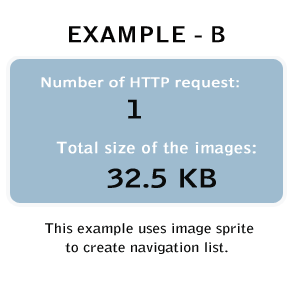 EXAMPLE - B
Number of HTTP request:
1
Total size of the images:
32.5 KB
This example uses image sprite
to create navigation list.